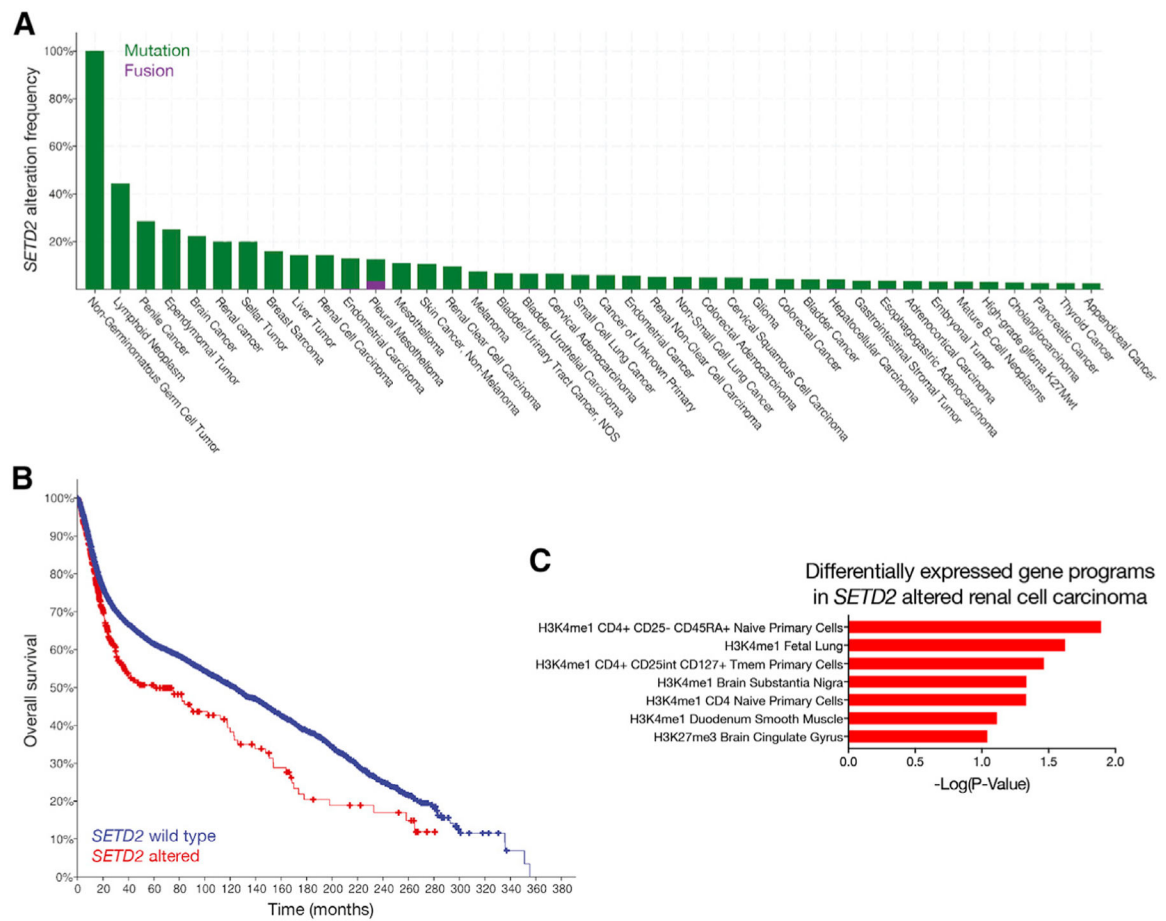 A
Mutation
Fusion
SETD2 alteration frequency
100%
80%
60%
40%
20%
Non-Germinomatous Germ Cell Tumor
Lymphoid Neoplasm
Penile Cancer
Ependymomal Tumor
Brain Cancer
Renal cancer
Sellar Tumor
Breast Sarcoma
Liver Tumor
Renal Cell Carcinoma
Endometrial Carcinoma
Pleural Mesothelioma
Mesothelioma
Skin Cancer, Non-Melanoma
Renal Clear Cell Carcinoma
Melanoma
Bladder/Urinary Tract Cancer, NOS
Bladder Urothelial Carcinoma
Cervical Adenocarcinoma
Small Cell Lung Cancer
Cancer of Unknown Primary
Endometrial Cancer
Renal Non-Clear Cell Carcinoma
Non-Small Cell Lung Cancer
Colorectal Adenocarcinoma
Cervical Squamous Cell Carcinoma
Glioma
Colorectal Cancer
Bladder Cancer
Hepatocellular Carcinoma
Gastrointestinal Stromal Tumor
Esophagogastric Adenocarcinoma
Adrenocortical Carcinoma
Embryonal Tumor
Mature B-Cell Neoplasms
High-grade glioma K27Mwt
Cholangiocarcinoma
Pancreatic Cancer
Thyroid Cancer
Appendiceal Cancer
B
Overall survival
100%
90%
80%
70%
60%
50%
40%
30%
20%
10%
0%
SETD2 wild type
SETD2 altered
0 20 40 60 80 100 120 140 160 180 200 220 240 260 280 300 320 340 360 380
Time (months)
C
Differentially expressed gene programs
in SETD2 altered renal cell carcinoma
H3K4me1 CD4+ CD25- CD45RA+ Naive Primary Cells
H3K4me1 Fetal Lung
H3K4me1 CD4+ CD25int CD127+ Tmem Primary Cells
H3K4me1 Brain Substantia Nigra
H3K4me1 CD4 Naive Primary Cells
H3K4me1 Duodenum Smooth Muscle
H3K27me3 Brain Cingulate Gyrus
0.0 0.5 1.0 1.5 2.0
-Log(P-Value)